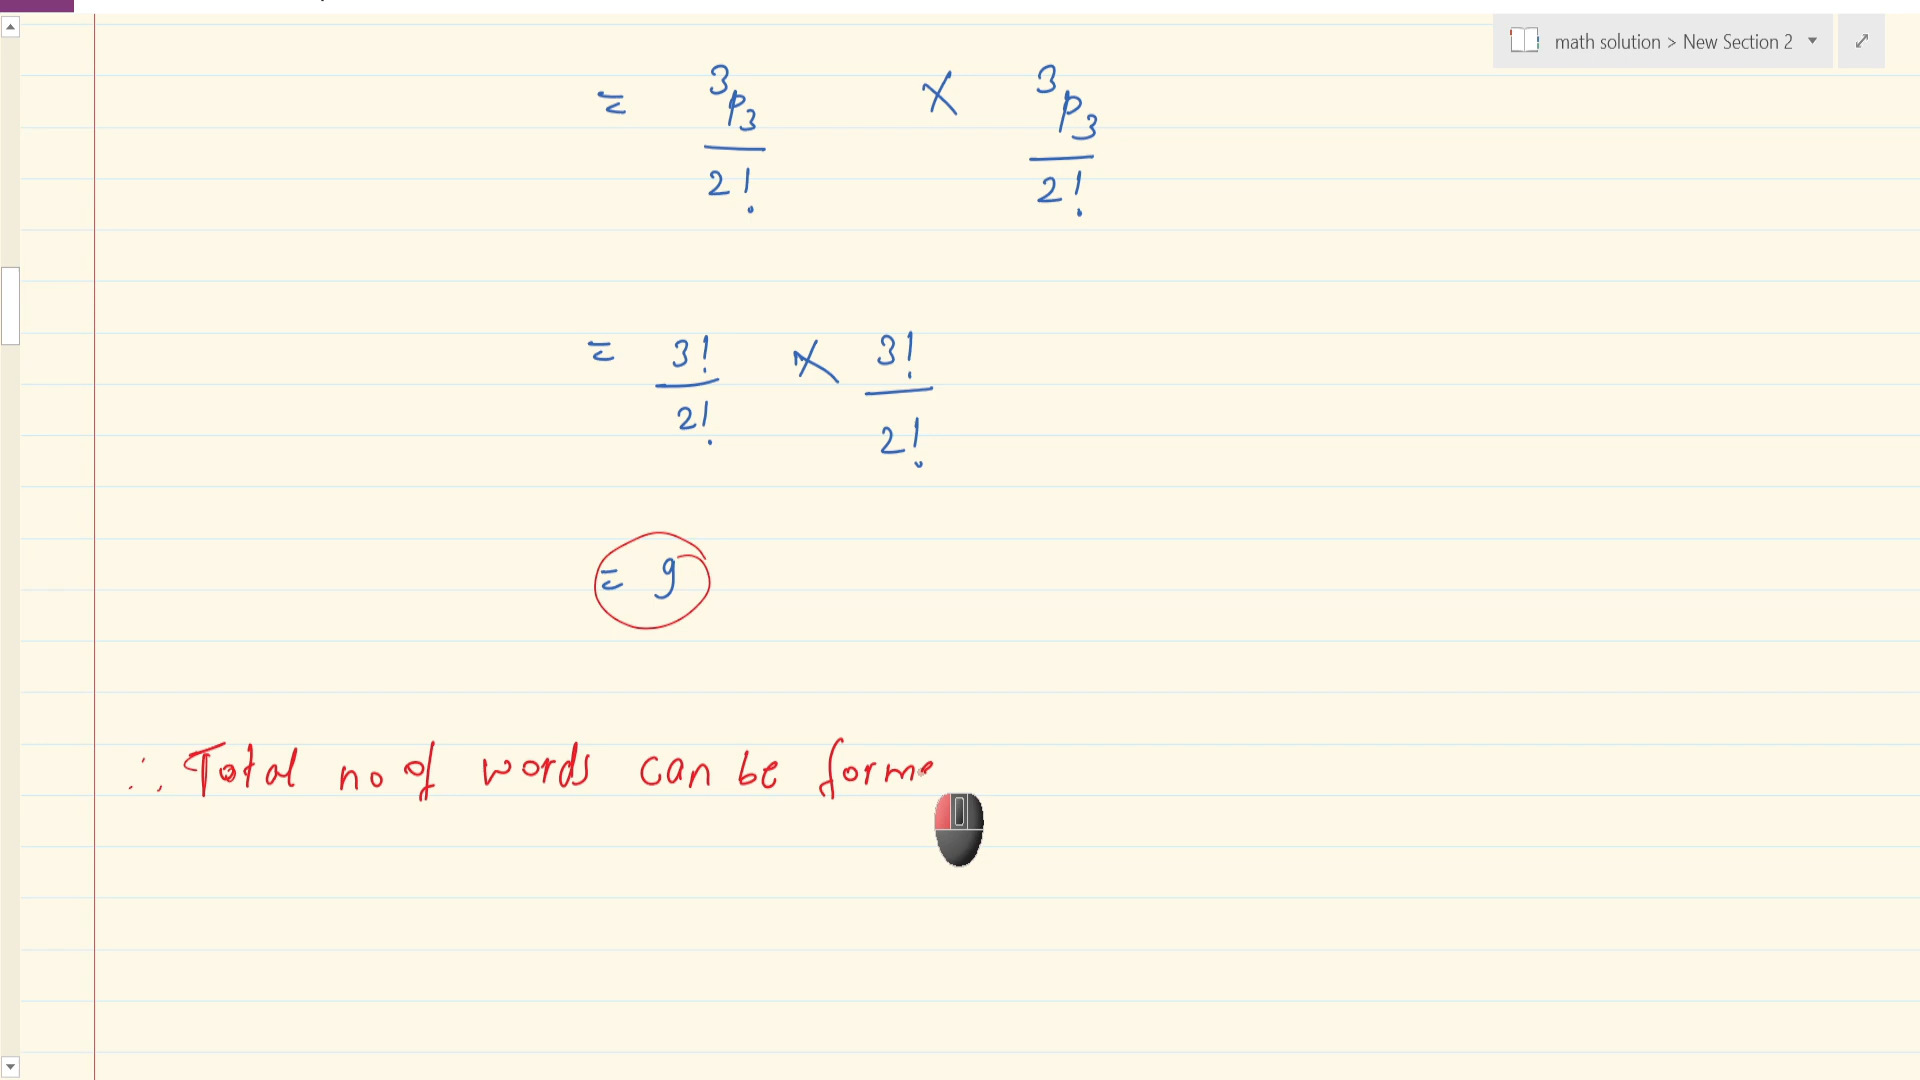 math solution > New Section 2
= ³P₃ / 2! × ³P₃ / 2!
= 3! / 2! × 3! / 2!
= 9
∴ Total no of words can be forme